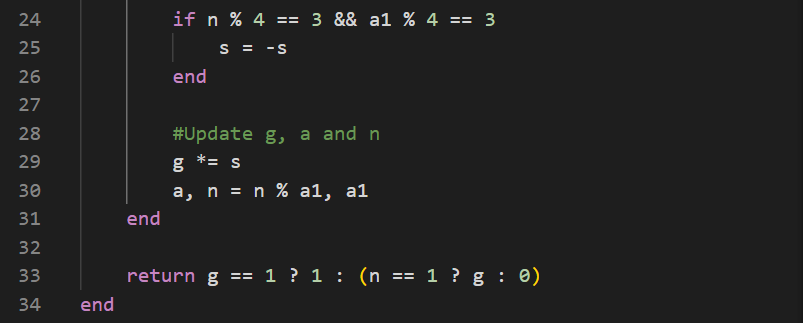 24 if n % 4 == 3 && a1 % 4 == 3
25 s = -s
26 end
27
28 #Update g, a and n
29 g *= s
30 a, n = n % a1, a1
31 end
32
33 return g == 1 ? 1 : (n == 1 ? g : 0)
34 end